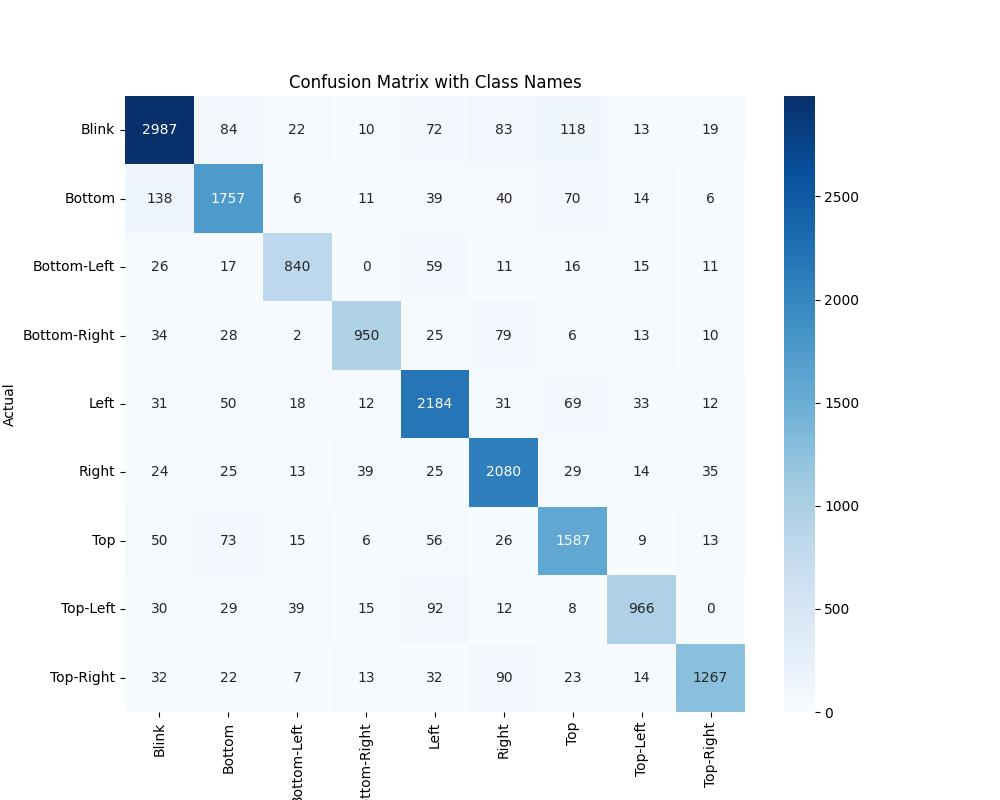 Confusion Matrix with Class Names
Blink 2987 84 22 10 72 83 118 13 19
Bottom 138 1757 6 11 39 40 70 14 6 2500
Bottom-Left 26 17 840 0 59 11 16 15 11
2000
Bottom-Right 34 28 2 950 25 79 6 13 10
Actual
Left 31 50 18 12 2184 31 69 33 12 1500
Right 24 25 13 39 25 2080 29 14 35
1000
Top 50 73 15 6 56 26 1587 9 13
Top-Left 30 29 39 15 92 12 8 966 0 500
Top-Right 32 22 7 13 32 90 23 14 1267
0
Blink Bottom ottom-Left ttom-Right Left Right Top Top-Left Top-Right